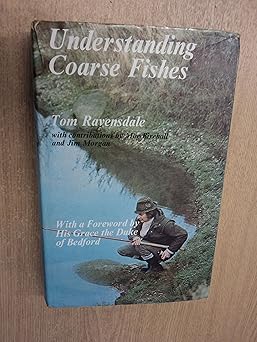 Understanding
Coarse Fishes
Tom Ravensdale
with contributions by
and Jim Morgan
With a Foreword by
His Grace the Duke
of Bedford